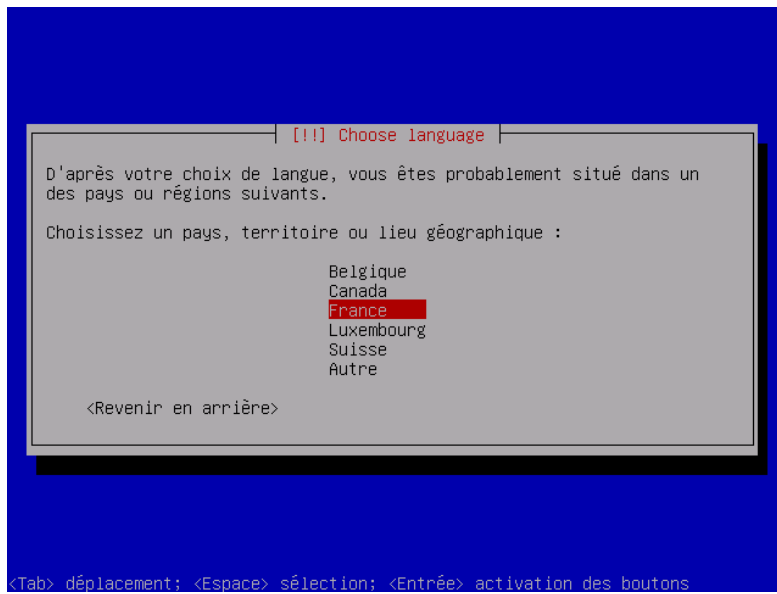 [!!] Choose language
D'après votre choix de langue, vous êtes probablement situé dans un
des pays ou régions suivants.
Choisissez un pays, territoire ou lieu géographique :
Belgique
Canada
France
Luxembourg
Suisse
Autre
<Revenir en arrière>
<Tab> déplacement; <Espace> sélection; <Entrée> activation des boutons